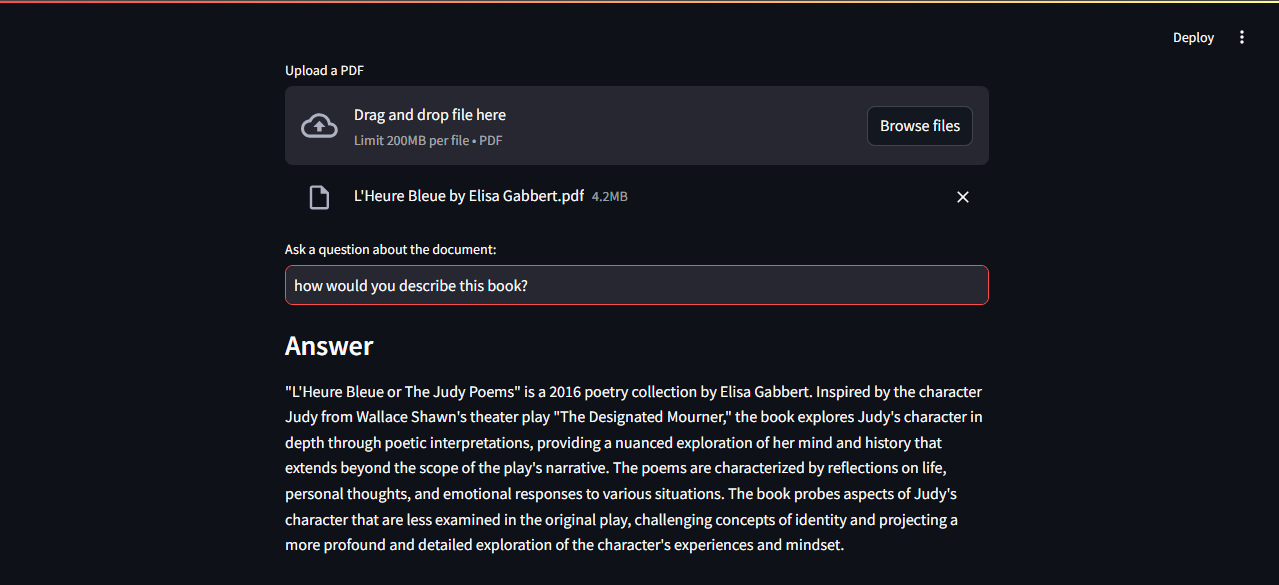 Deploy
Upload a PDF
Drag and drop file here
Limit 200MB per file • PDF
Browse files
L'Heure Bleue by Elisa Gabbert.pdf 4.2MB
Ask a question about the document:
how would you describe this book?
Answer
"L'Heure Bleue or The Judy Poems" is a 2016 poetry collection by Elisa Gabbert. Inspired by the character
Judy from Wallace Shawn's theater play "The Designated Mourner," the book explores Judy's character in
depth through poetic interpretations, providing a nuanced exploration of her mind and history that
extends beyond the scope of the play's narrative. The poems are characterized by reflections on life,
personal thoughts, and emotional responses to various situations. The book probes aspects of Judy's
character that are less examined in the original play, challenging concepts of identity and projecting a
more profound and detailed exploration of the character's experiences and mindset.